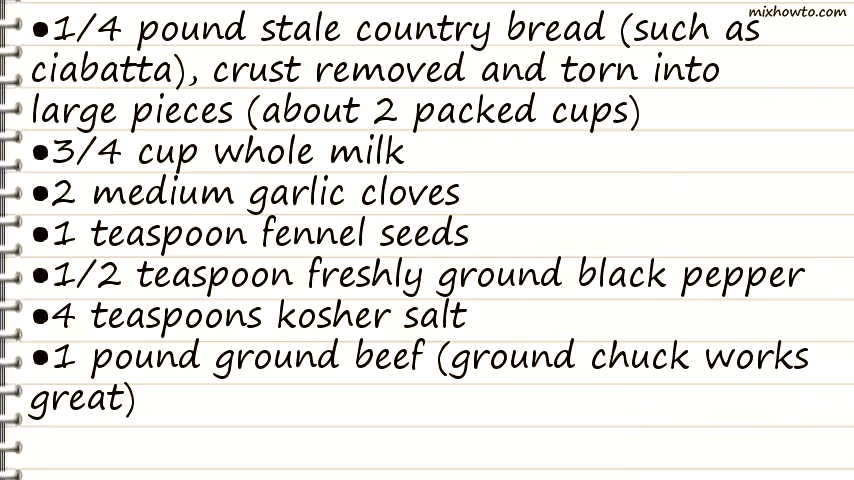 mixhowto.com
•1/4 pound stale country bread (such as
ciabatta), crust removed and torn into
large pieces (about 2 packed cups)
•3/4 cup whole milk
•2 medium garlic cloves
•1 teaspoon fennel seeds
•1/2 teaspoon freshly ground black pepper
•4 teaspoons kosher salt
•1 pound ground beef (ground chuck works
great)